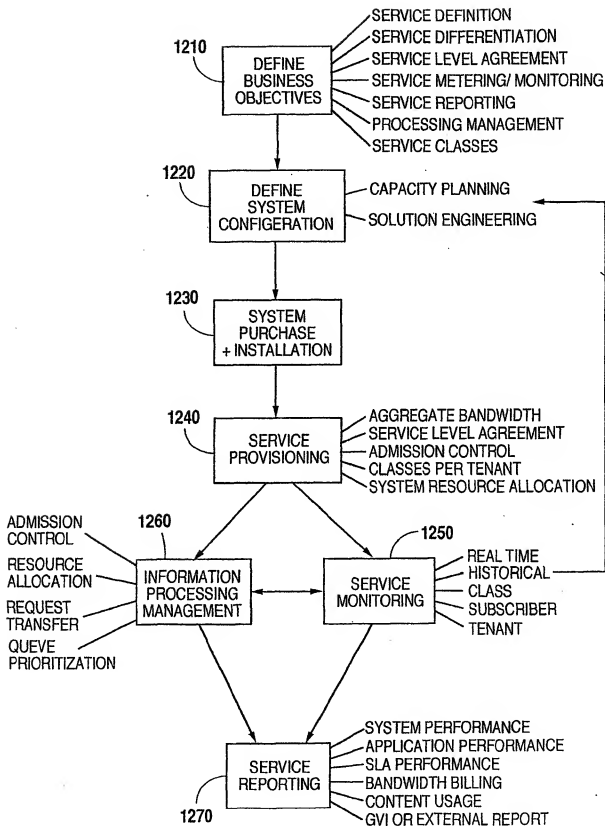 1210
DEFINE
BUSINESS
OBJECTIVES
SERVICE DEFINITION
SERVICE DIFFERENTIATION
SERVICE LEVEL AGREEMENT
SERVICE METERING/ MONITORING
SERVICE REPORTING
PROCESSING MANAGEMENT
SERVICE CLASSES
1220
DEFINE
SYSTEM
CONFIGERATION
CAPACITY PLANNING
SOLUTION ENGINEERING
1230
SYSTEM
PURCHASE
+ INSTALLATION
1240
SERVICE
PROVISIONING
AGGREGATE BANDWIDTH
SERVICE LEVEL AGREEMENT
ADMISSION CONTROL
CLASSES PER TENANT
SYSTEM RESOURCE ALLOCATION
1260
ADMISSION
CONTROL
RESOURCE
ALLOCATION
REQUEST
TRANSFER
QUEVE
PRIORITIZATION
INFORMATION
PROCESSING
MANAGEMENT
1250
SERVICE
MONITORING
REAL TIME
HISTORICAL
CLASS
SUBSCRIBER
TENANT
SERVICE
REPORTING
1270
SYSTEM PERFORMANCE
APPLICATION PERFORMANCE
SLA PERFORMANCE
BANDWIDTH BILLING
CONTENT USAGE
GVI OR EXTERNAL REPORT